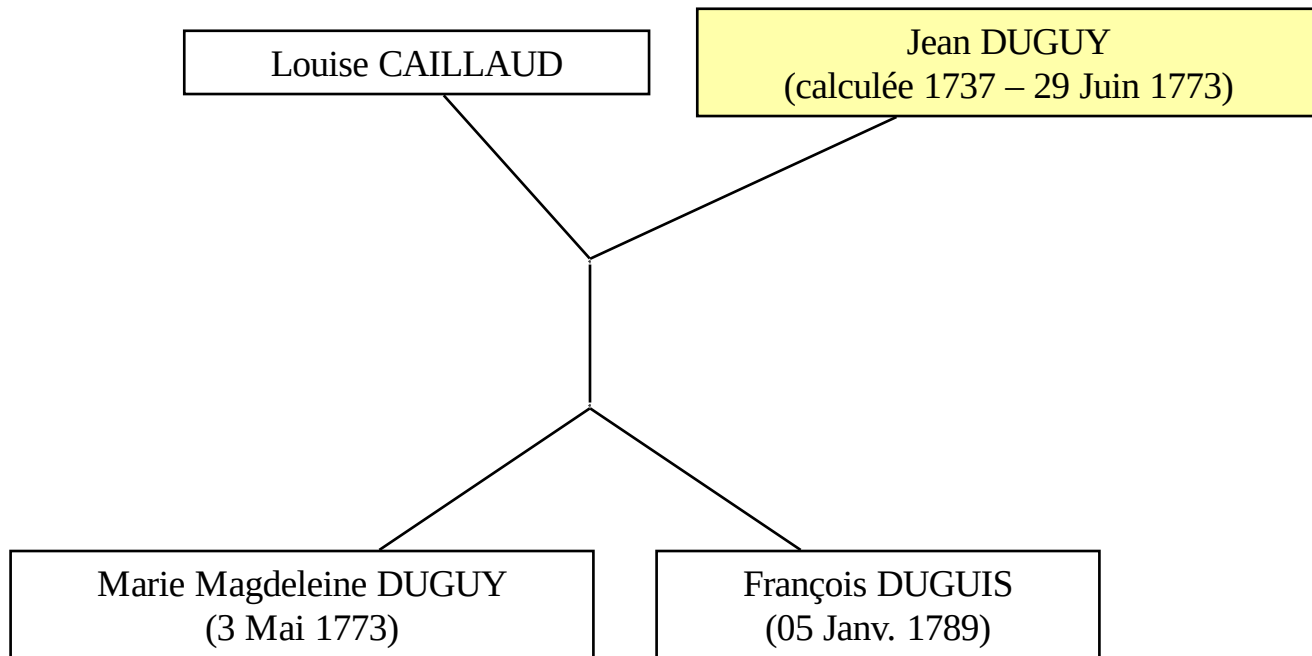 Louise CAILLAUD
Jean DUGUY
(calculée 1737 – 29 Juin 1773)
Marie Magdeleine DUGUY
(3 Mai 1773)
François DUGUIS
(05 Janv. 1789)